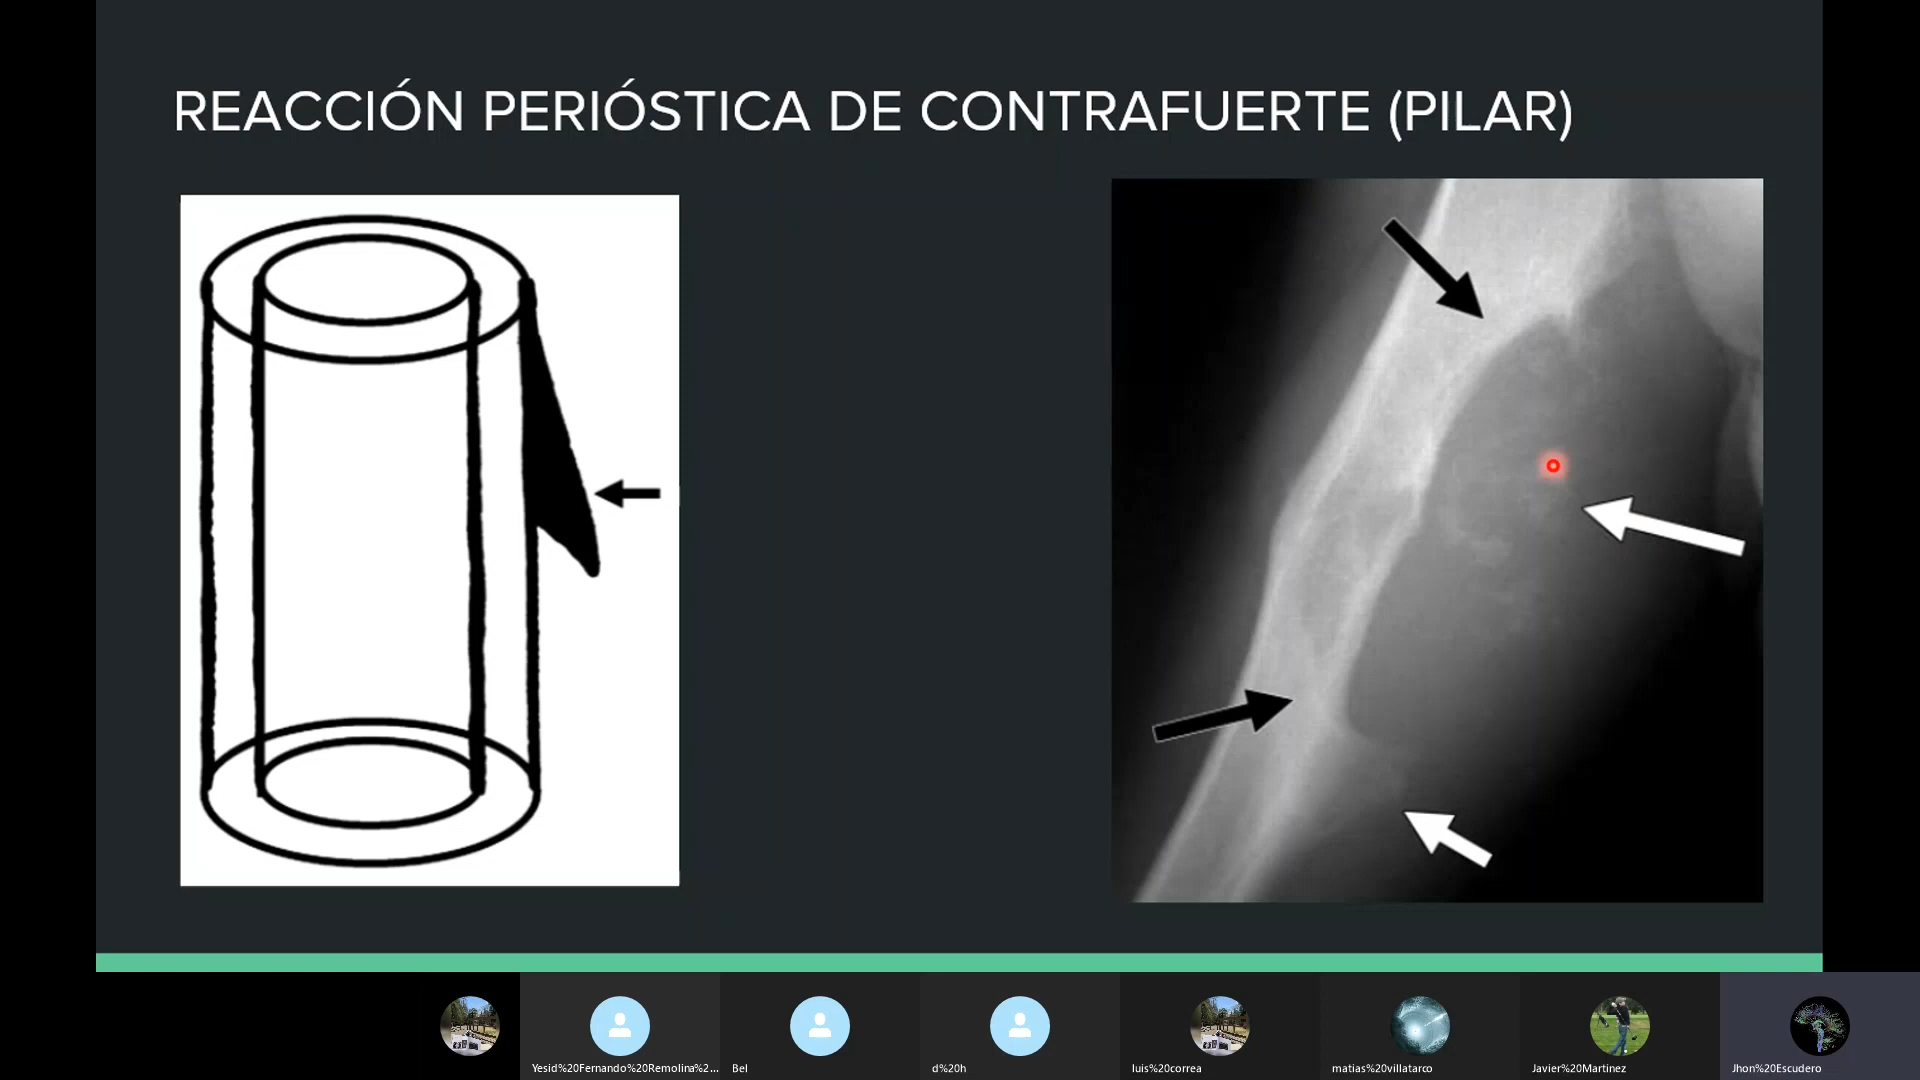 REACCIÓN PERIÓSTICA DE CONTRAFUERTE (PILAR)
Yesid%20Fernando%20Remolina%2...
Bel
d%20h
luis%20correa
matias%20villatarco
Javier%20Martinez
Jhon%20Escudero